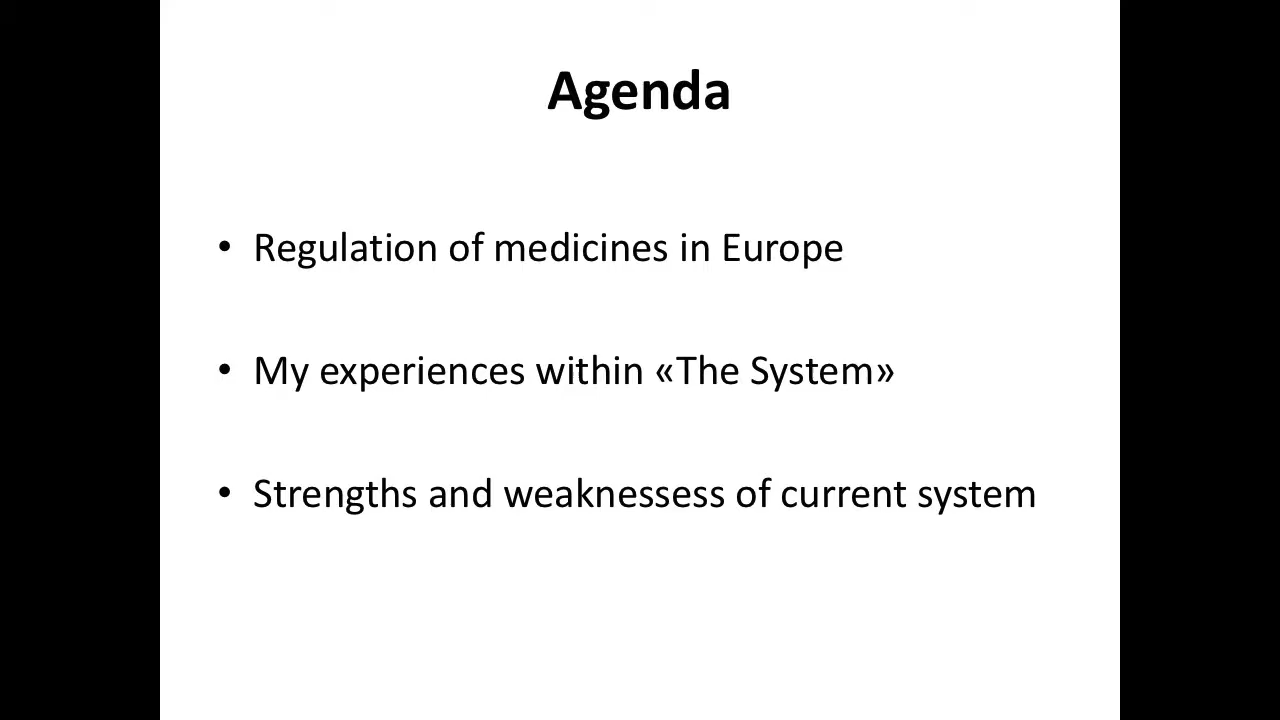 Agenda
• Regulation of medicines in Europe
• My experiences within «The System»
• Strengths and weaknessess of current system